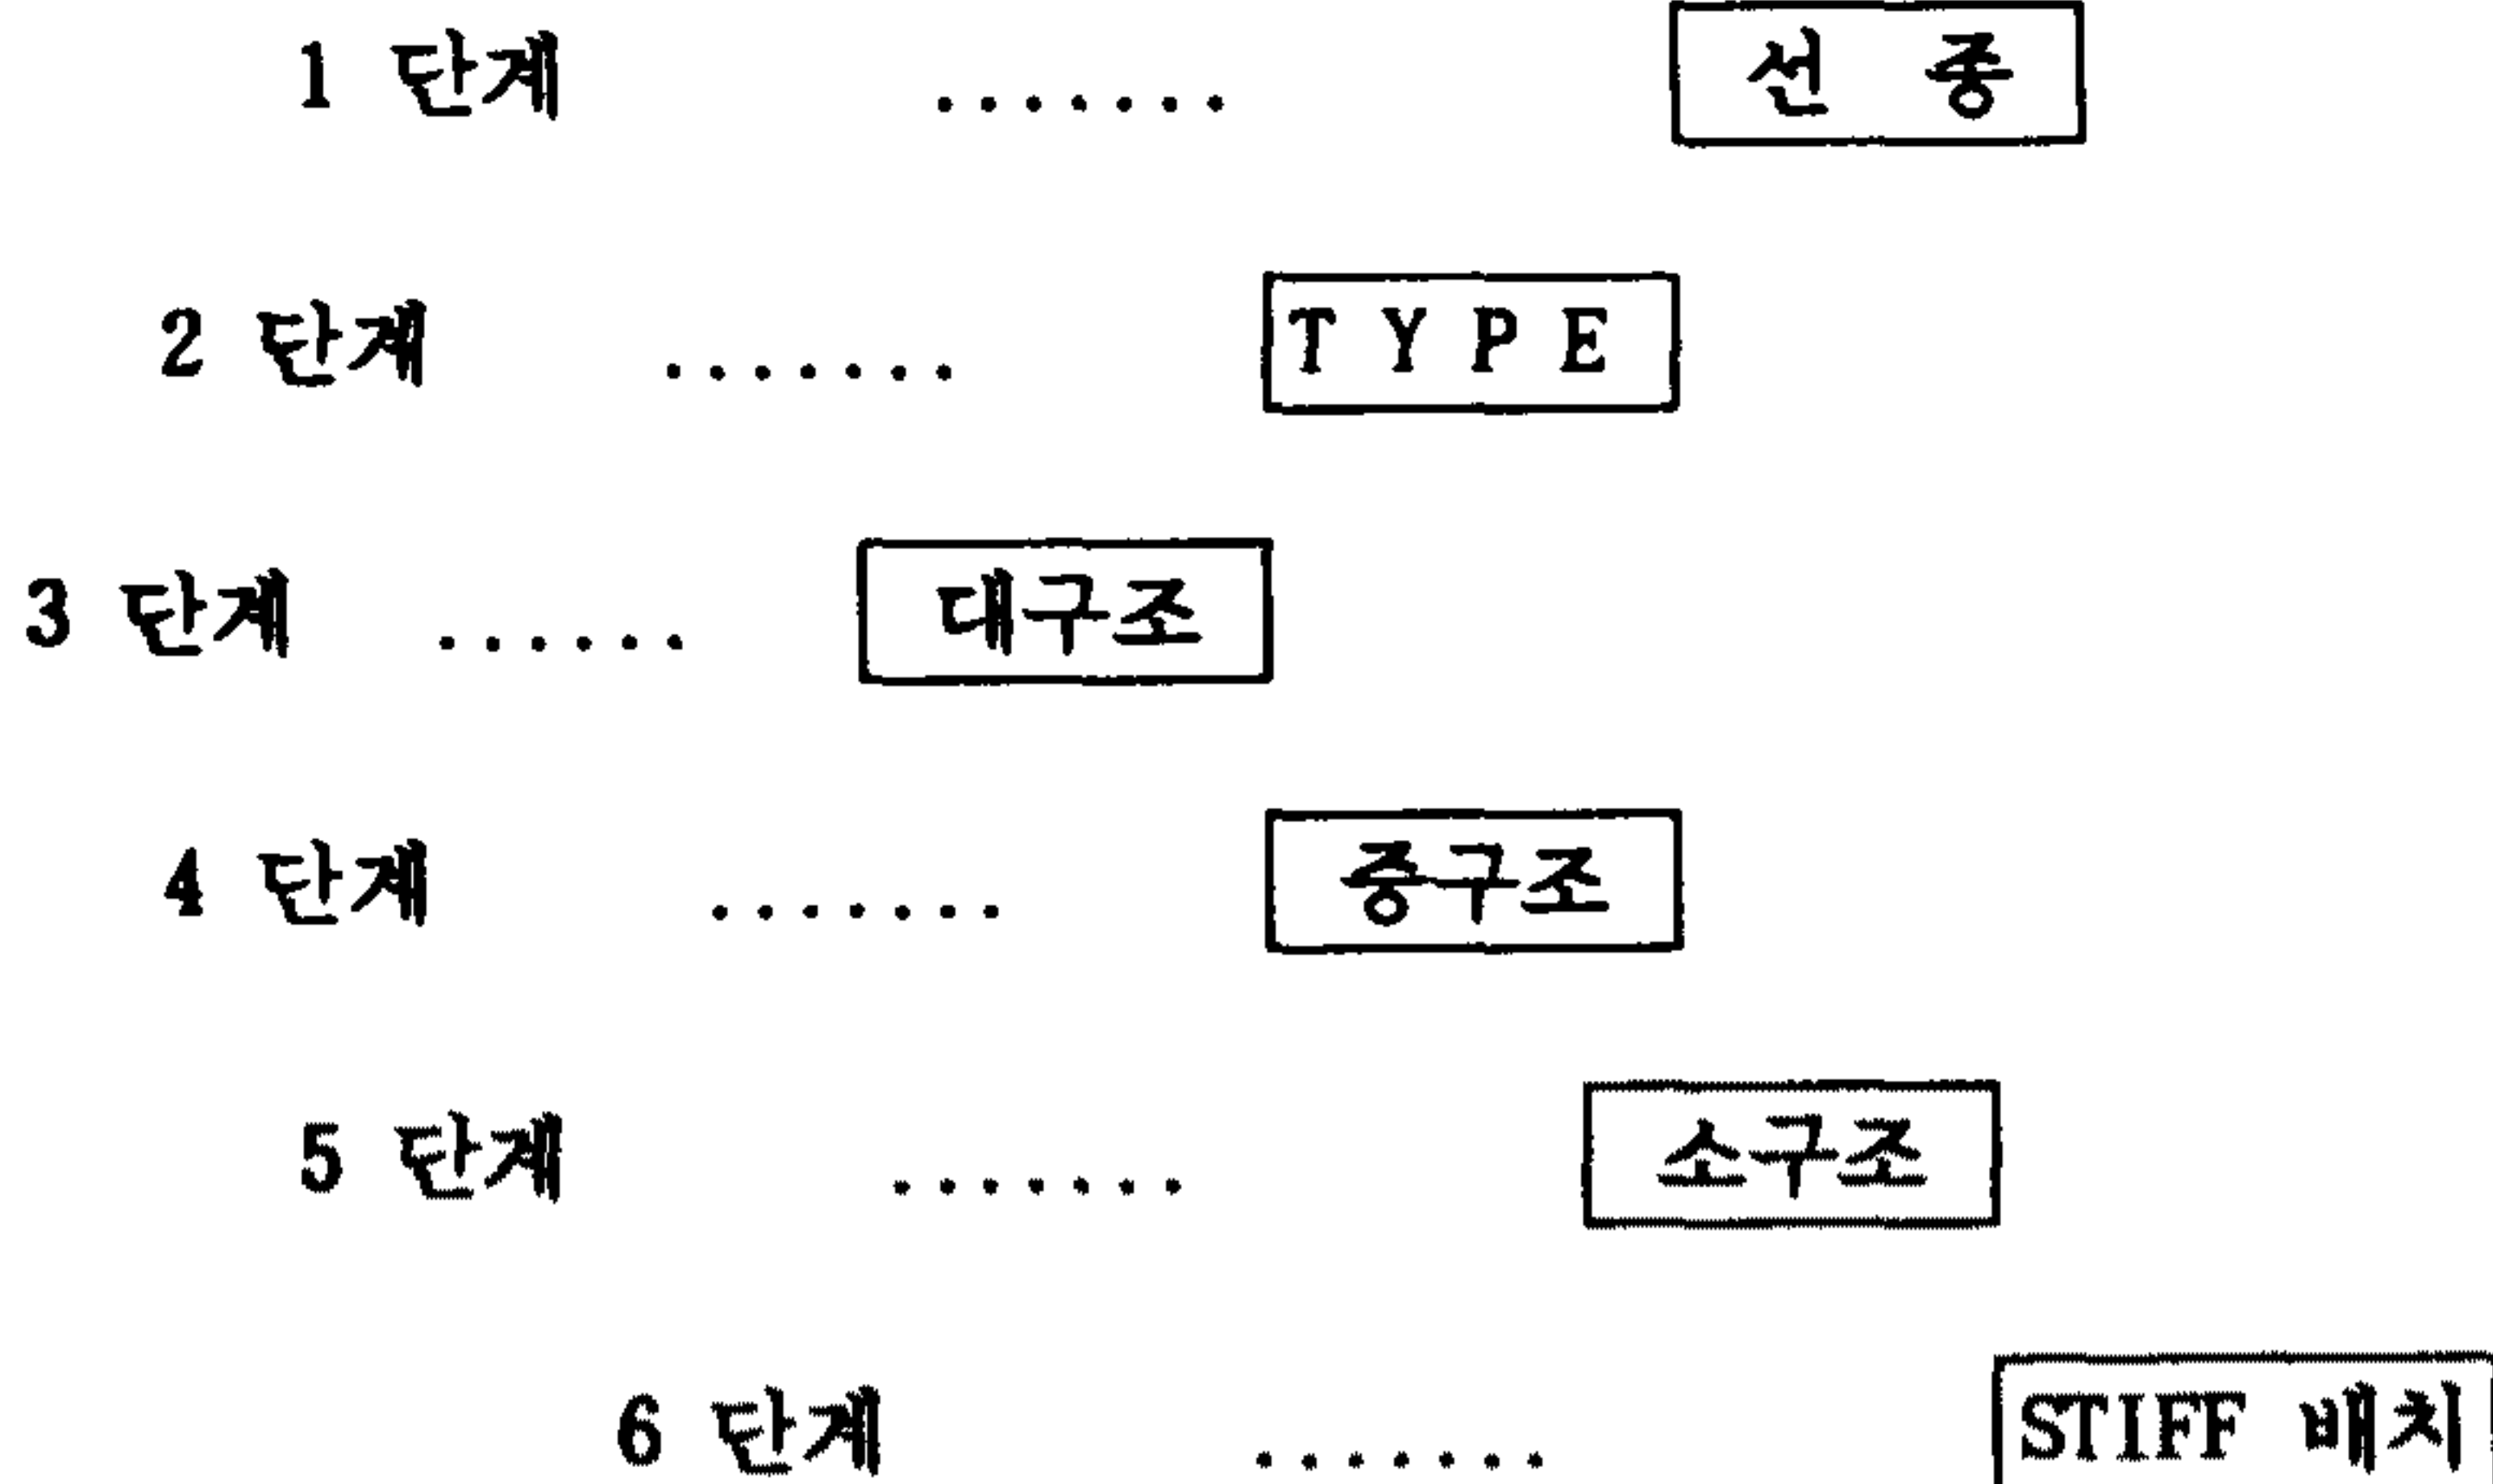 1 단계 ....... 선 종
2 단계 ....... T Y P E
3 단계 ...... 대구조
4 단계 ....... 중구조
5 단계 ....... 소구조
6 단계 ....... STIFF 배치